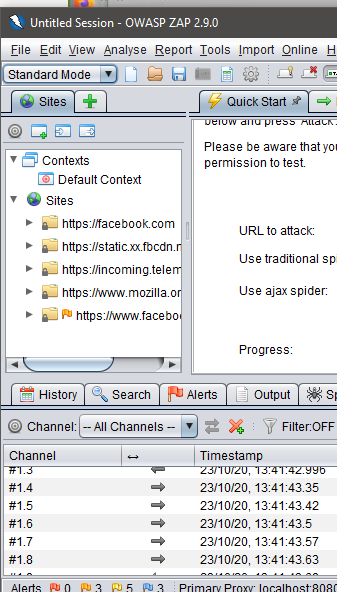 Untitled Session - OWASP ZAP 2.9.0
File Edit View Analyse Report Tools Import Online
Standard Mode
Sites
Quick Start
below and press 'Attack'
Please be aware that you
permission to test.
Contexts
Default Context
Sites
https://facebook.com
https://static.xx.fbcdn.n
https://incoming.telem
https://www.mozilla.or
https://www.facebo
URL to attack:
Use traditional spi
Use ajax spider:
Progress:
History Search Alerts Output Sp
Channel: -- All Channels -- Filter:OFF
Channel Timestamp
#1.3 23/10/20, 13:41:42.996
#1.4 23/10/20, 13:41:43.35
#1.5 23/10/20, 13:41:43.42
#1.6 23/10/20, 13:41:43.5
#1.7 23/10/20, 13:41:43.57
#1.8 23/10/20, 13:41:43.63
Alerts 0 3 5 3 Primary Proxy: localhost:8080